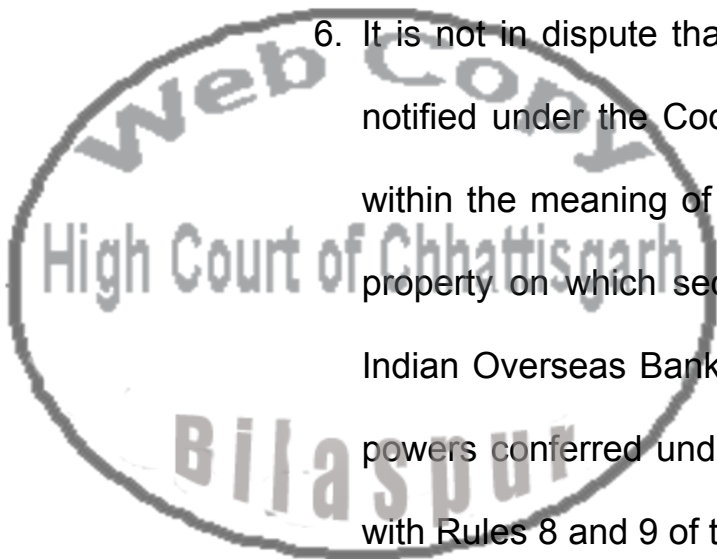 Web Copy
6. It is not in dispute tha
notified under the Coo
within the meaning of
High Court of Chhattisgarh
property on which sec
Indian Overseas Bank
Bilaspur
powers conferred und
with Rules 8 and 9 of t